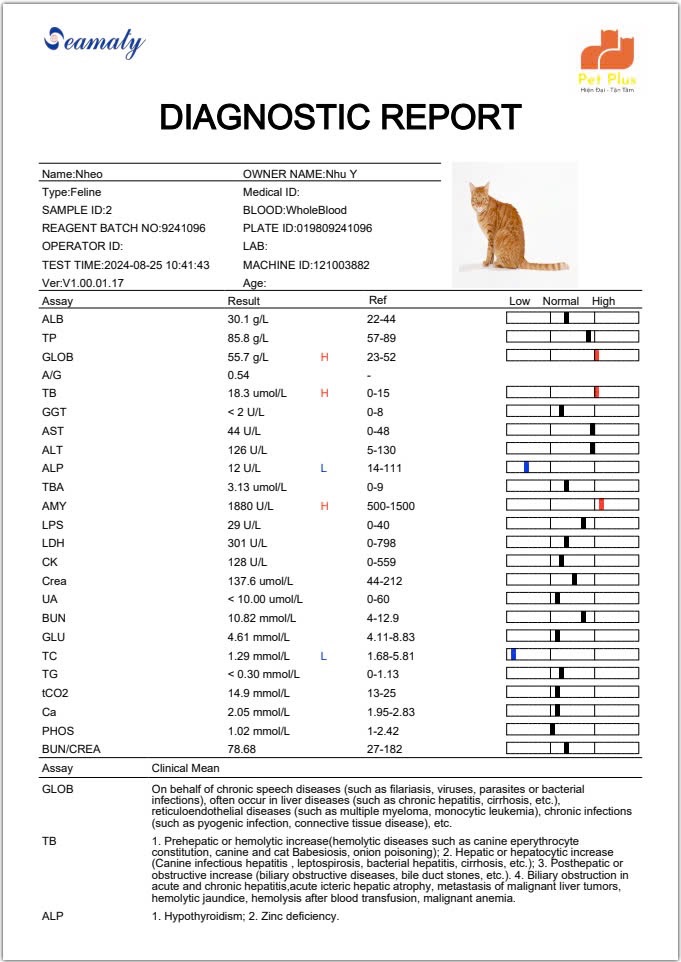 Seamaty
Pet Plus
Hiện Đại - Tận Tâm
DIAGNOSTIC REPORT
Name:Nheo OWNER NAME:Nhu Y
Type:Feline Medical ID:
SAMPLE ID:2 BLOOD:WholeBlood
REAGENT BATCH NO:9241096 PLATE ID:019809241096
OPERATOR ID: LAB:
TEST TIME:2024-08-25 10:41:43 MACHINE ID:121003882
Ver:V1.00.01.17 Age:
Assay Result Ref Low Normal High
ALB 30.1 g/L 22-44
TP 85.8 g/L 57-89
GLOB 55.7 g/L H 23-52
A/G 0.54 -
TB 18.3 umol/L H 0-15
GGT < 2 U/L 0-8
AST 44 U/L 0-48
ALT 126 U/L 5-130
ALP 12 U/L L 14-111
TBA 3.13 umol/L 0-9
AMY 1880 U/L H 500-1500
LPS 29 U/L 0-40
LDH 301 U/L 0-798
CK 128 U/L 0-559
Crea 137.6 umol/L 44-212
UA < 10.00 umol/L 0-60
BUN 10.82 mmol/L 4-12.9
GLU 4.61 mmol/L 4.11-8.83
TC 1.29 mmol/L L 1.68-5.81
TG < 0.30 mmol/L 0-1.13
tCO2 14.9 mmol/L 13-25
Ca 2.05 mmol/L 1.95-2.83
PHOS 1.02 mmol/L 1-2.42
BUN/CREA 78.68 27-182
Assay Clinical Mean
GLOB On behalf of chronic speech diseases (such as filariasis, viruses, parasites or bacterial
infections), often occur in liver diseases (such as chronic hepatitis, cirrhosis, etc.),
reticuloendothelial diseases (such as multiple myeloma, monocytic leukemia), chronic infections
(such as pyogenic infection, connective tissue disease), etc.
TB 1. Prehepatic or hemolytic increase(hemolytic diseases such as canine eperythrocyte
constitution, canine and cat Babesiosis, onion poisoning); 2. Hepatic or hepatocytic increase
(Canine infectious hepatitis , leptospirosis, bacterial hepatitis, cirrhosis, etc.); 3. Posthepatic or
obstructive increase (biliary obstructive diseases, bile duct stones, etc.). 4. Biliary obstruction in
acute and chronic hepatitis,acute icteric hepatic atrophy, metastasis of malignant liver tumors,
hemolytic jaundice, hemolysis after blood transfusion, malignant anemia.
ALP 1. Hypothyroidism; 2. Zinc deficiency.